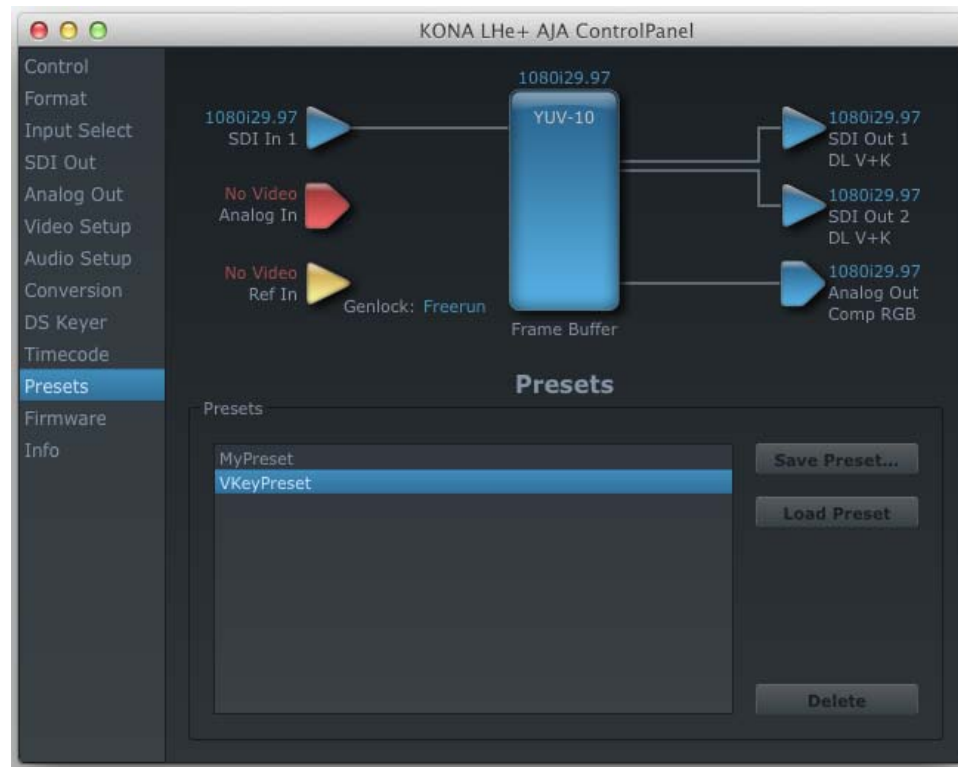 KONA LHe+ AJA ControlPanel
Control
Format
Input Select
SDI Out
Analog Out
Video Setup
Audio Setup
Conversion
DS Keyer
Timecode
Presets
Firmware
Info
1080i29.97
YUV-10
Frame Buffer
1080i29.97
SDI In 1
No Video
Analog In
No Video
Ref In
Genlock: Freerun
1080i29.97
SDI Out 1
DL V+K
1080i29.97
SDI Out 2
DL V+K
1080i29.97
Analog Out
Comp RGB
Presets
Presets
MyPreset
VKeyPreset
Save Preset...
Load Preset
Delete